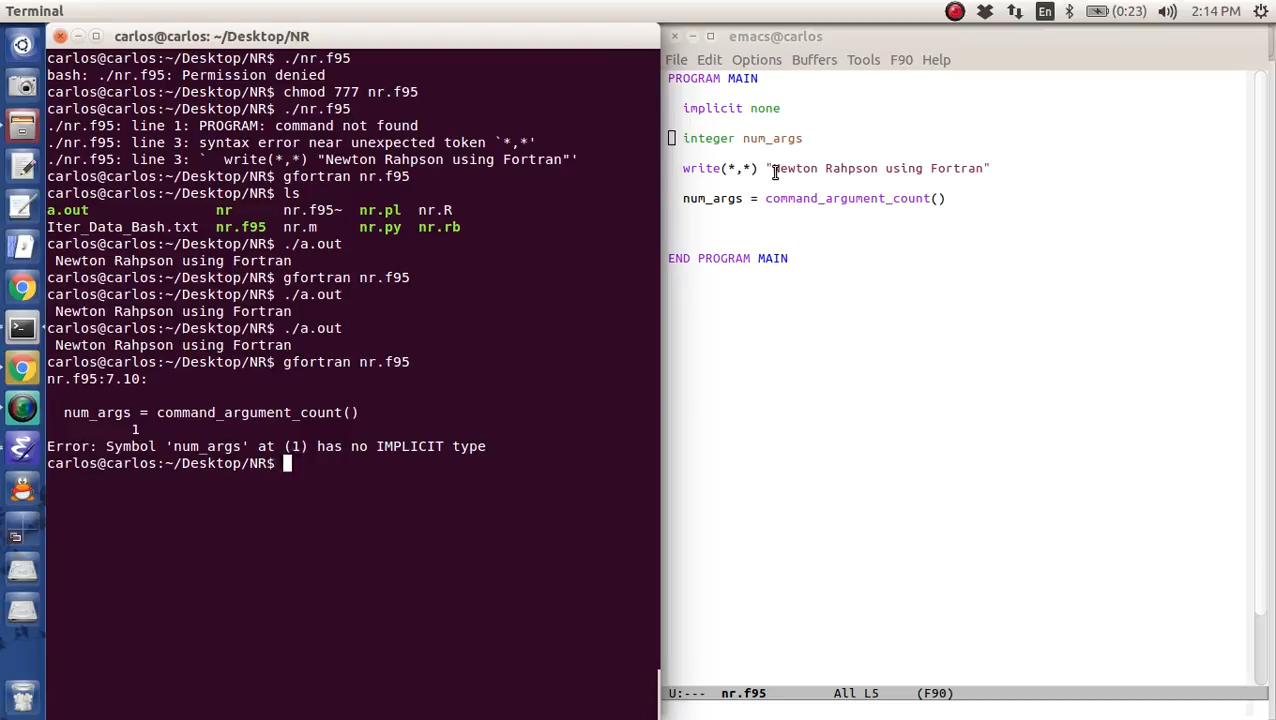 Terminal
En
(0:23)
2:14 PM
carlos@carlos: ~/Desktop/NR
carlos@carlos:~/Desktop/NR$ ./nr.f95
bash: ./nr.f95: Permission denied
carlos@carlos:~/Desktop/NR$ chmod 777 nr.f95
carlos@carlos:~/Desktop/NR$ ./nr.f95
./nr.f95: line 1: PROGRAM: command not found
./nr.f95: line 3: syntax error near unexpected token `*,*'
./nr.f95: line 3: `  write(*,*) "Newton Rahpson using Fortran"'
carlos@carlos:~/Desktop/NR$ gfortran nr.f95
carlos@carlos:~/Desktop/NR$ ls
a.out nr nr.f95~ nr.pl nr.R
Iter_Data_Bash.txt nr.f95 nr.m nr.py nr.rb
carlos@carlos:~/Desktop/NR$ ./a.out
Newton Rahpson using Fortran
carlos@carlos:~/Desktop/NR$ gfortran nr.f95
carlos@carlos:~/Desktop/NR$ ./a.out
Newton Rahpson using Fortran
carlos@carlos:~/Desktop/NR$ ./a.out
Newton Rahpson using Fortran
carlos@carlos:~/Desktop/NR$ gfortran nr.f95
nr.f95:7.10:
num_args = command_argument_count()
1
Error: Symbol 'num_args' at (1) has no IMPLICIT type
carlos@carlos:~/Desktop/NR$
emacs@carlos
File Edit Options Buffers Tools F90 Help
PROGRAM MAIN
implicit none
integer num_args
write(*,*) "Newton Rahpson using Fortran"
num_args = command_argument_count()
END PROGRAM MAIN
U:--- nr.f95 All L5 (F90)